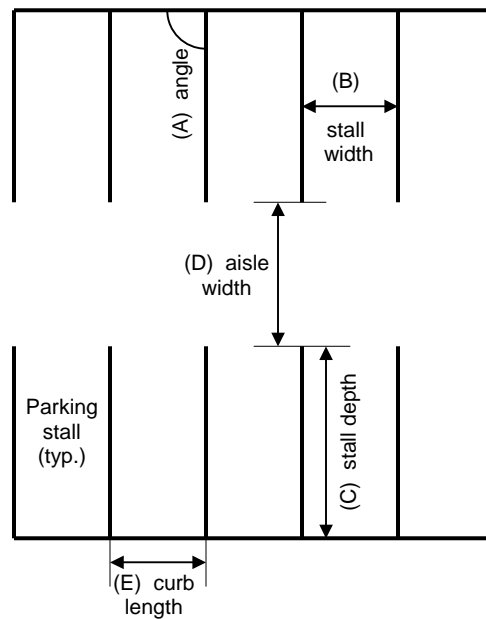 (A) angle
(B)
stall
width
(D) aisle
width
Parking
stall
(typ.)
(C) stall depth
(E) curb
length